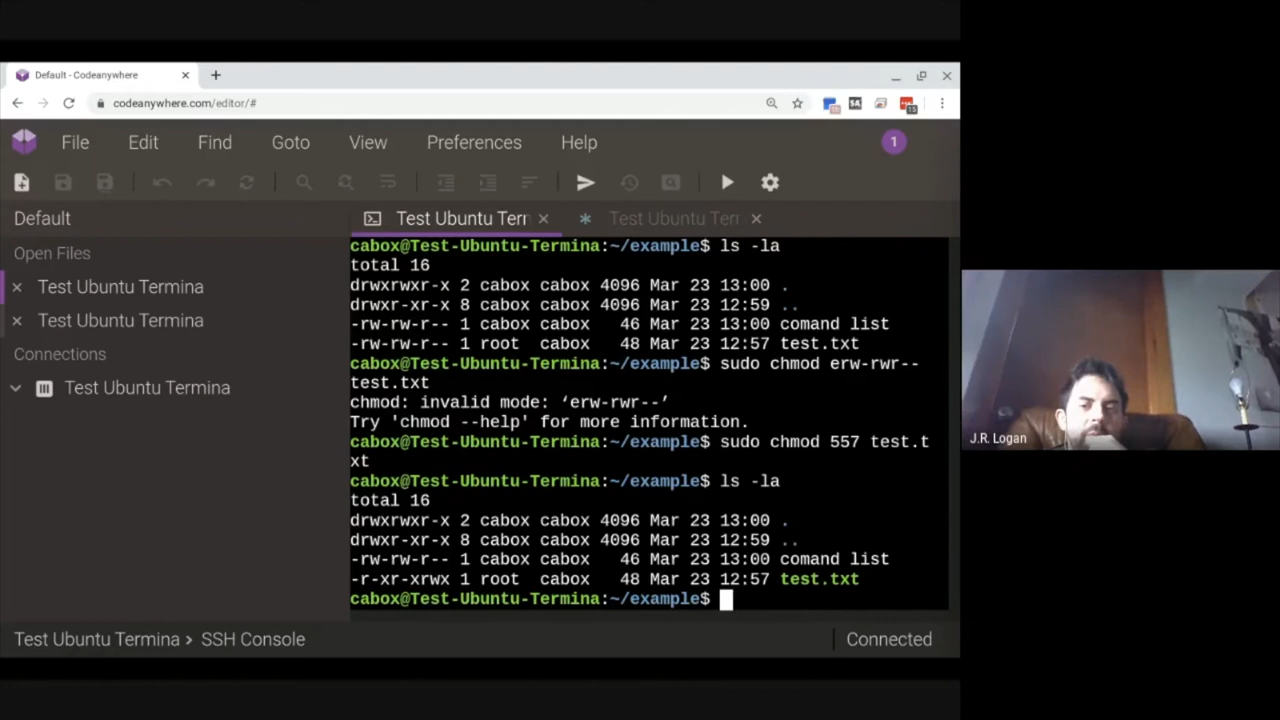 Default - Codeanywhere
codeanywhere.com/editor/#
File Edit Find Goto View Preferences Help
1
Default
Test Ubuntu Terr
Test Ubuntu Terr
Open Files
Test Ubuntu Termina
Test Ubuntu Termina
Connections
Test Ubuntu Termina
cabox@Test-Ubuntu-Termina:~/example$ ls -la
total 16
drwxrwxr-x 2 cabox cabox 4096 Mar 23 13:00 .
drwxr-xr-x 8 cabox cabox 4096 Mar 23 12:59 ..
-rw-rw-r-- 1 cabox cabox   46 Mar 23 13:00 comand list
-rw-rw-r-- 1 root  cabox   48 Mar 23 12:57 test.txt
cabox@Test-Ubuntu-Termina:~/example$ sudo chmod erw-rwr--
test.txt
chmod: invalid mode: ‘erw-rwr--’
Try 'chmod --help' for more information.
cabox@Test-Ubuntu-Termina:~/example$ sudo chmod 557 test.t
xt
cabox@Test-Ubuntu-Termina:~/example$ ls -la
total 16
drwxrwxr-x 2 cabox cabox 4096 Mar 23 13:00 .
drwxr-xr-x 8 cabox cabox 4096 Mar 23 12:59 ..
-rw-rw-r-- 1 cabox cabox   46 Mar 23 13:00 comand list
-r-xr-xrwx 1 root  cabox   48 Mar 23 12:57 test.txt
cabox@Test-Ubuntu-Termina:~/example$
Test Ubuntu Termina > SSH Console
Connected
J.R. Logan